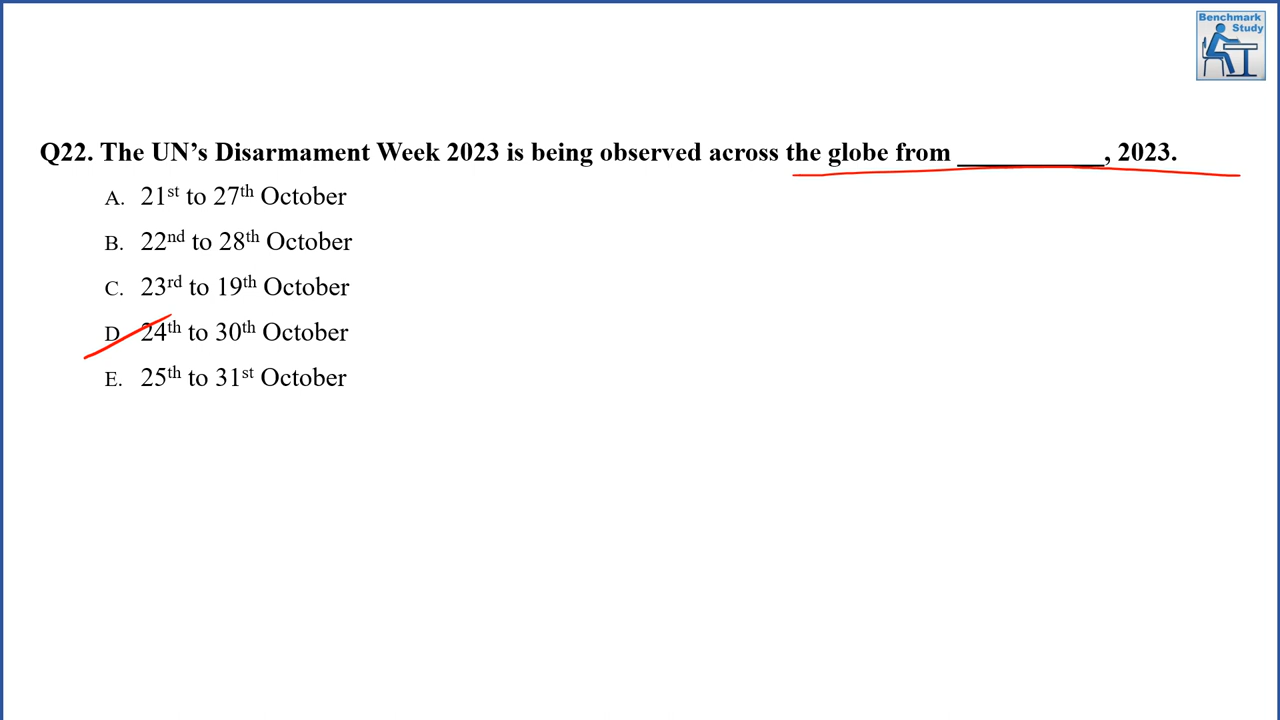 Benchmark
Study
Q22. The UN’s Disarmament Week 2023 is being observed across the globe from ___________, 2023.
A. 21st to 27th October
B. 22nd to 28th October
C. 23rd to 19th October
D. 24th to 30th October
E. 25th to 31st October